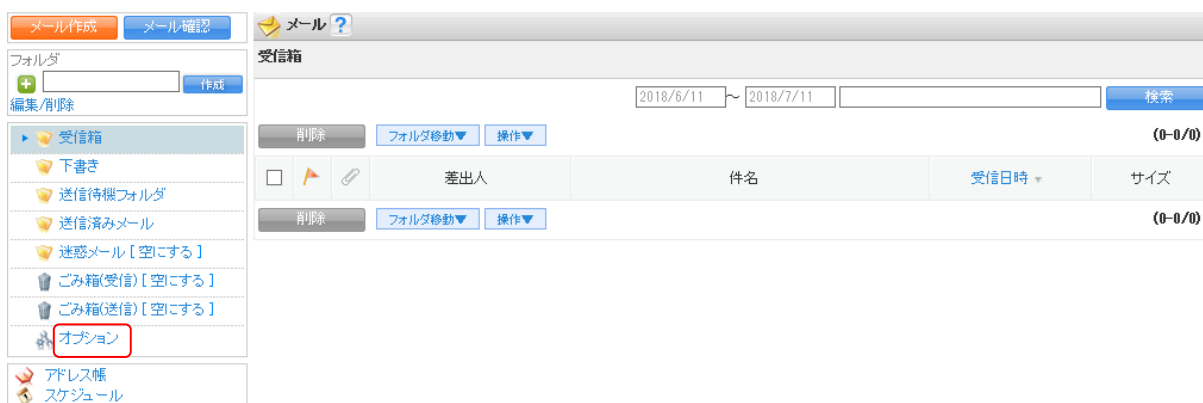 メール作成 メール確認
フォルダ
作成
編集/削除
受信箱
下書き
送信待機フォルダ
送信済みメール
迷惑メール [ 空にする ]
ごみ箱(受信) [ 空にする ]
ごみ箱(送信) [ 空にする ]
オプション
アドレス帳
スケジュール
メール ?
受信箱
2018/6/11 ～ 2018/7/11 検索
削除 フォルダ移動▼ 操作▼ (0-0/0)
差出人 件名 受信日時 ▼ サイズ
削除 フォルダ移動▼ 操作▼ (0-0/0)